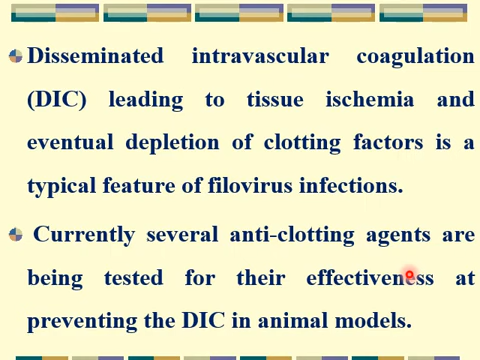 Disseminated intravascular coagulation
(DIC) leading to tissue ischemia and
eventual depletion of clotting factors is a
typical feature of filovirus infections.
Currently several anti-clotting agents are
being tested for their effectiveness at
preventing the DIC in animal models.